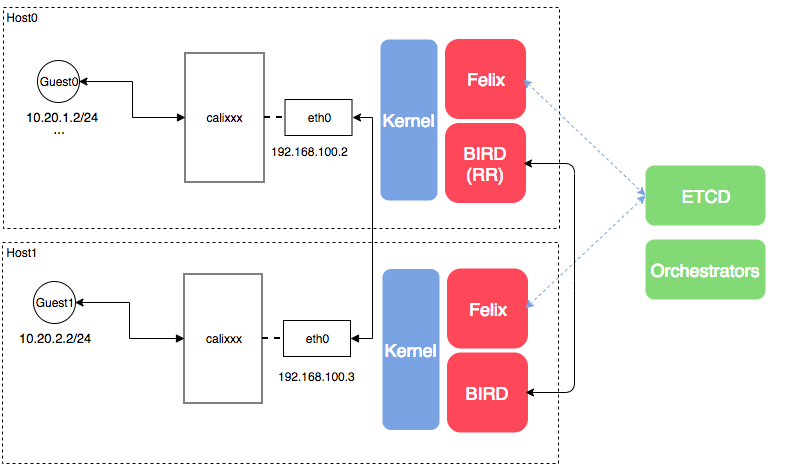 Host0
Guest0
10.20.1.2/24
...
calixxx
eth0
192.168.100.2
Kernel
Felix
BIRD
(RR)
ETCD
Orchestrators
Host1
Guest1
10.20.2.2/24
calixxx
eth0
192.168.100.3
Kernel
Felix
BIRD